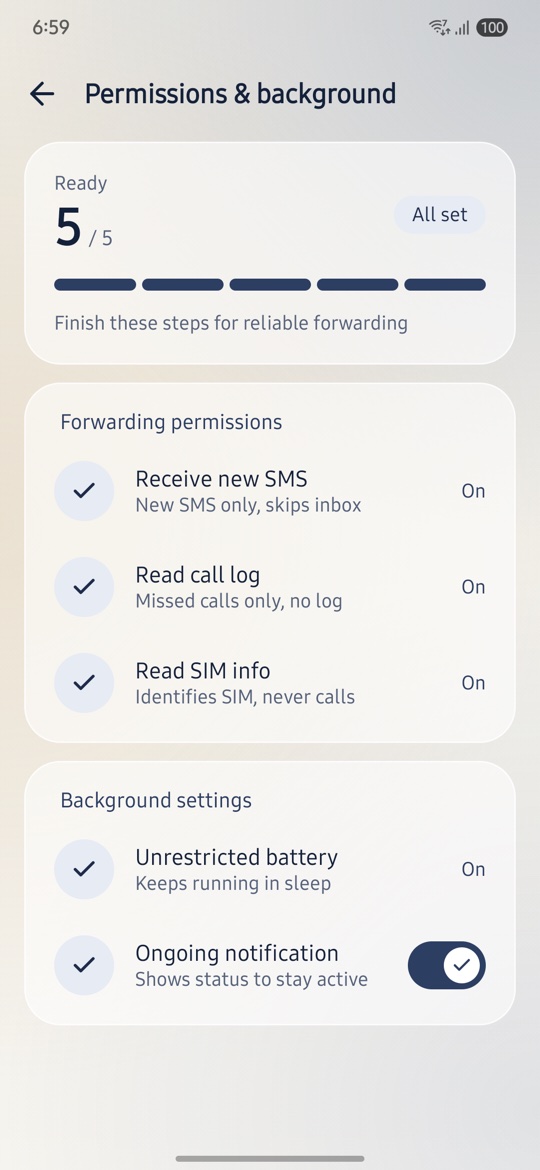 6:59
7
100
Permissions & background
Ready
5 / 5
All set
Finish these steps for reliable forwarding
Forwarding permissions
Receive new SMS
New SMS only, skips inbox
On
Read call log
Missed calls only, no log
On
Read SIM info
Identifies SIM, never calls
On
Background settings
Unrestricted battery
Keeps running in sleep
On
Ongoing notification
Shows status to stay active